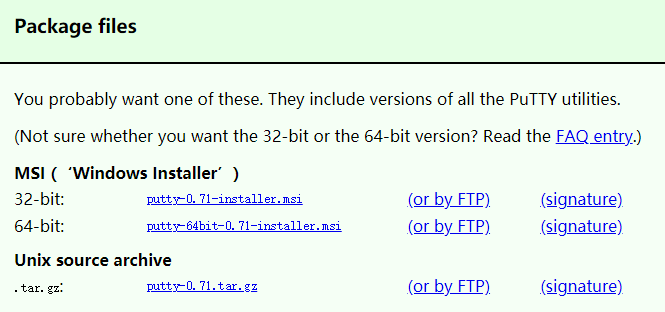 Package files
You probably want one of these. They include versions of all the PuTTY utilities.
(Not sure whether you want the 32-bit or the 64-bit version? Read the FAQ entry.)
MSI (‘Windows Installer’)
32-bit: putty-0.71-installer.msi (or by FTP) (signature)
64-bit: putty-64bit-0.71-installer.msi (or by FTP) (signature)
Unix source archive
.tar.gz: putty-0.71.tar.gz (or by FTP) (signature)